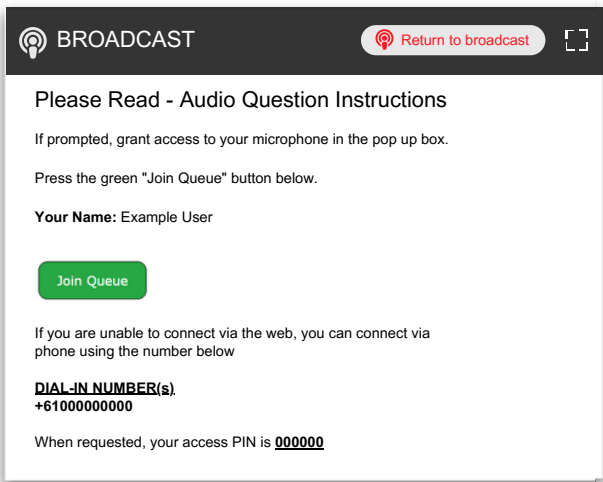 BROADCAST
Return to broadcast
Please Read - Audio Question Instructions
If prompted, grant access to your microphone in the pop up box.
Press the green "Join Queue" button below.
Your Name: Example User
Join Queue
If you are unable to connect via the web, you can connect via
phone using the number below
DIAL-IN NUMBER(s)
+61000000000
When requested, your access PIN is 000000